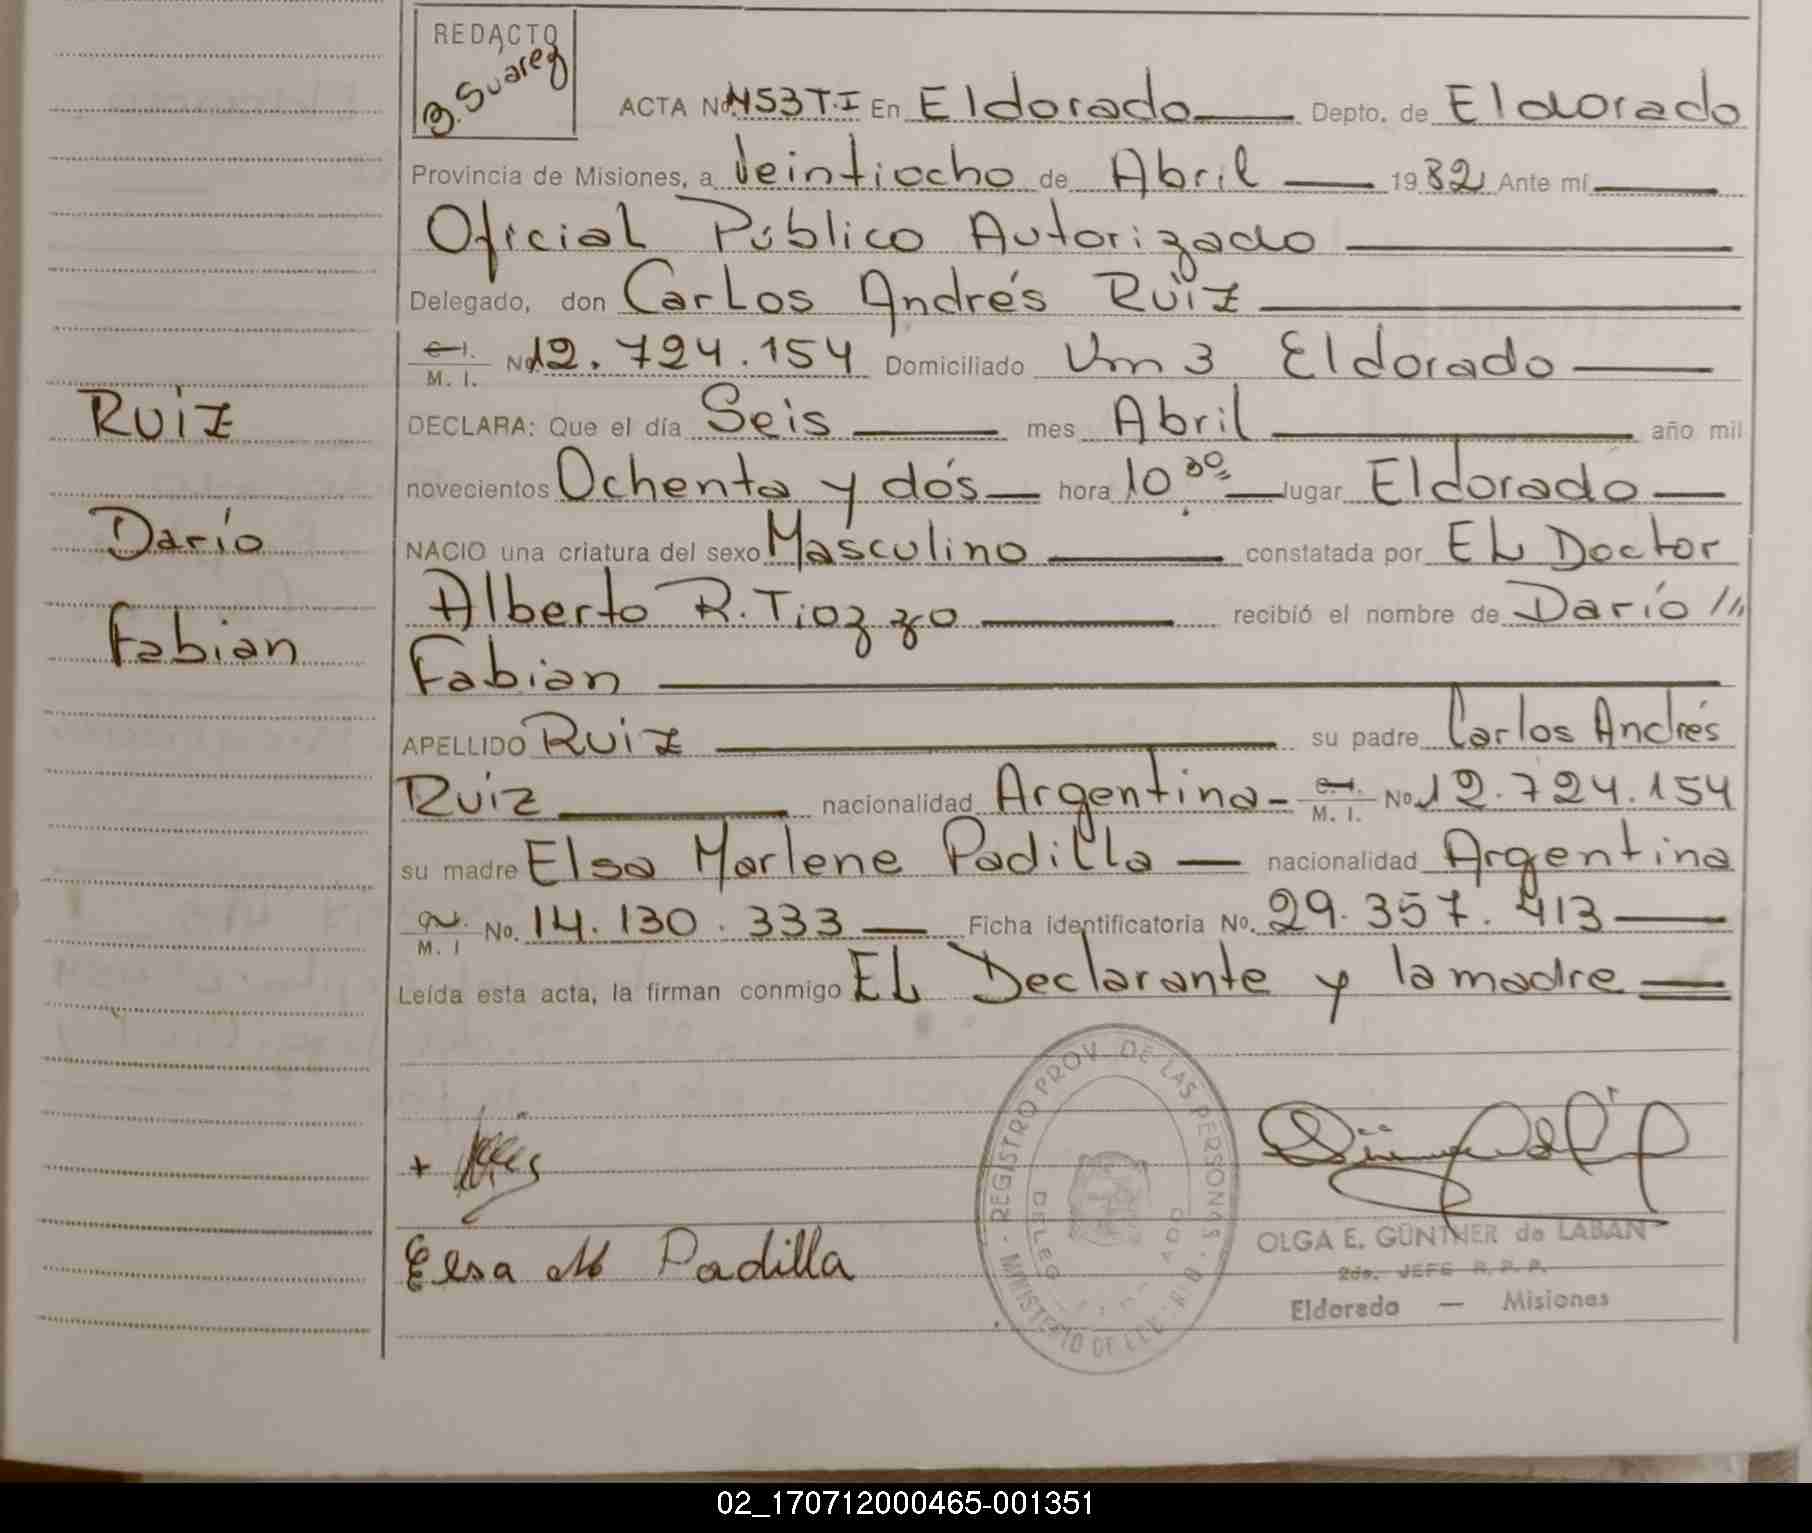 REDACTO
B. Suárez
ACTA No. 453 T.I En Eldorado Depto. de Eldorado
Provincia de Misiones, a Veintiocho de Abril 1982 Ante mí
Oficial Público Autorizado
Delegado, don Carlos Andrés Ruiz
C. I.
M. I. No 12.724.154 Domiciliado Km 3 Eldorado
DECLARA: Que el día Seis mes Abril año mil
novecientos Ochenta y dós hora 10 30 lugar Eldorado
NACIO una criatura del sexo Masculino constatada por EL Doctor
Alberto R. Tiozzo recibió el nombre de Darío
Fabian
APELLIDO Ruiz su padre Carlos Andrés
Ruiz nacionalidad Argentina C. I. M. I. No 12.724.154
su madre Elsa Marlene Padilla nacionalidad Argentina
M. I No. 14.130.333 Ficha identificatoria No. 29.357.413
Leída esta acta, la firman conmigo EL Declarante y la madre
Ruiz
Darío
Fabian
Elsa M Padilla
REGISTRO PROV. DE LAS PERSONAS
MINISTERIO DE
OLGA E. GÜNTNER de LABAN
2do. JEFE R. P. P.
Eldorado — Misiones
02_170712000465-001351